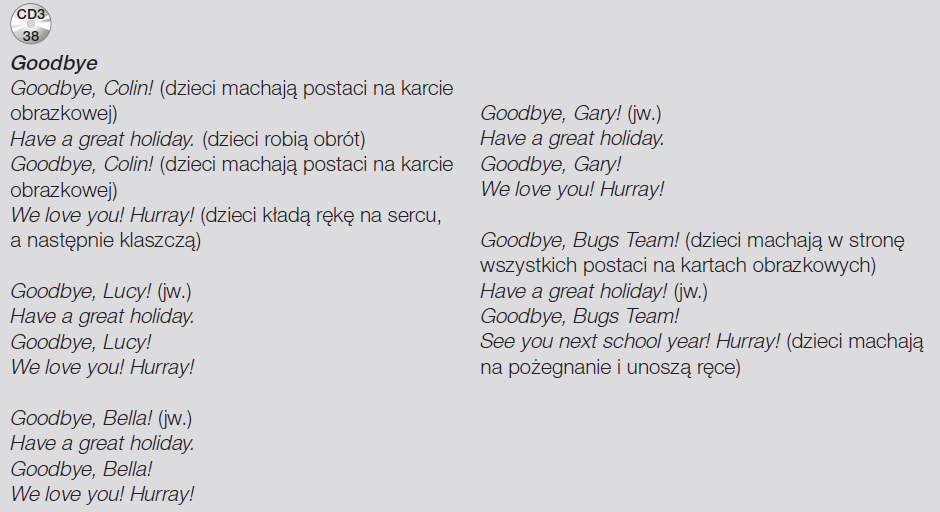 CD3
38
Goodbye
Goodbye, Colin! (dzieci machają postaci na karcie
obrazkowej)
Have a great holiday. (dzieci robią obrót)
Goodbye, Colin! (dzieci machają postaci na karcie
obrazkowej)
We love you! Hurray! (dzieci kładą rękę na sercu,
a następnie klaszczą)
Goodbye, Lucy! (jw.)
Have a great holiday.
Goodbye, Lucy!
We love you! Hurray!
Goodbye, Bella! (jw.)
Have a great holiday.
Goodbye, Bella!
We love you! Hurray!
Goodbye, Gary! (jw.)
Have a great holiday.
Goodbye, Gary!
We love you! Hurray!
Goodbye, Bugs Team! (dzieci machają w stronę
wszystkich postaci na kartach obrazkowych)
Have a great holiday! (jw.)
Goodbye, Bugs Team!
See you next school year! Hurray! (dzieci machają
na pożegnanie i unoszą ręce)